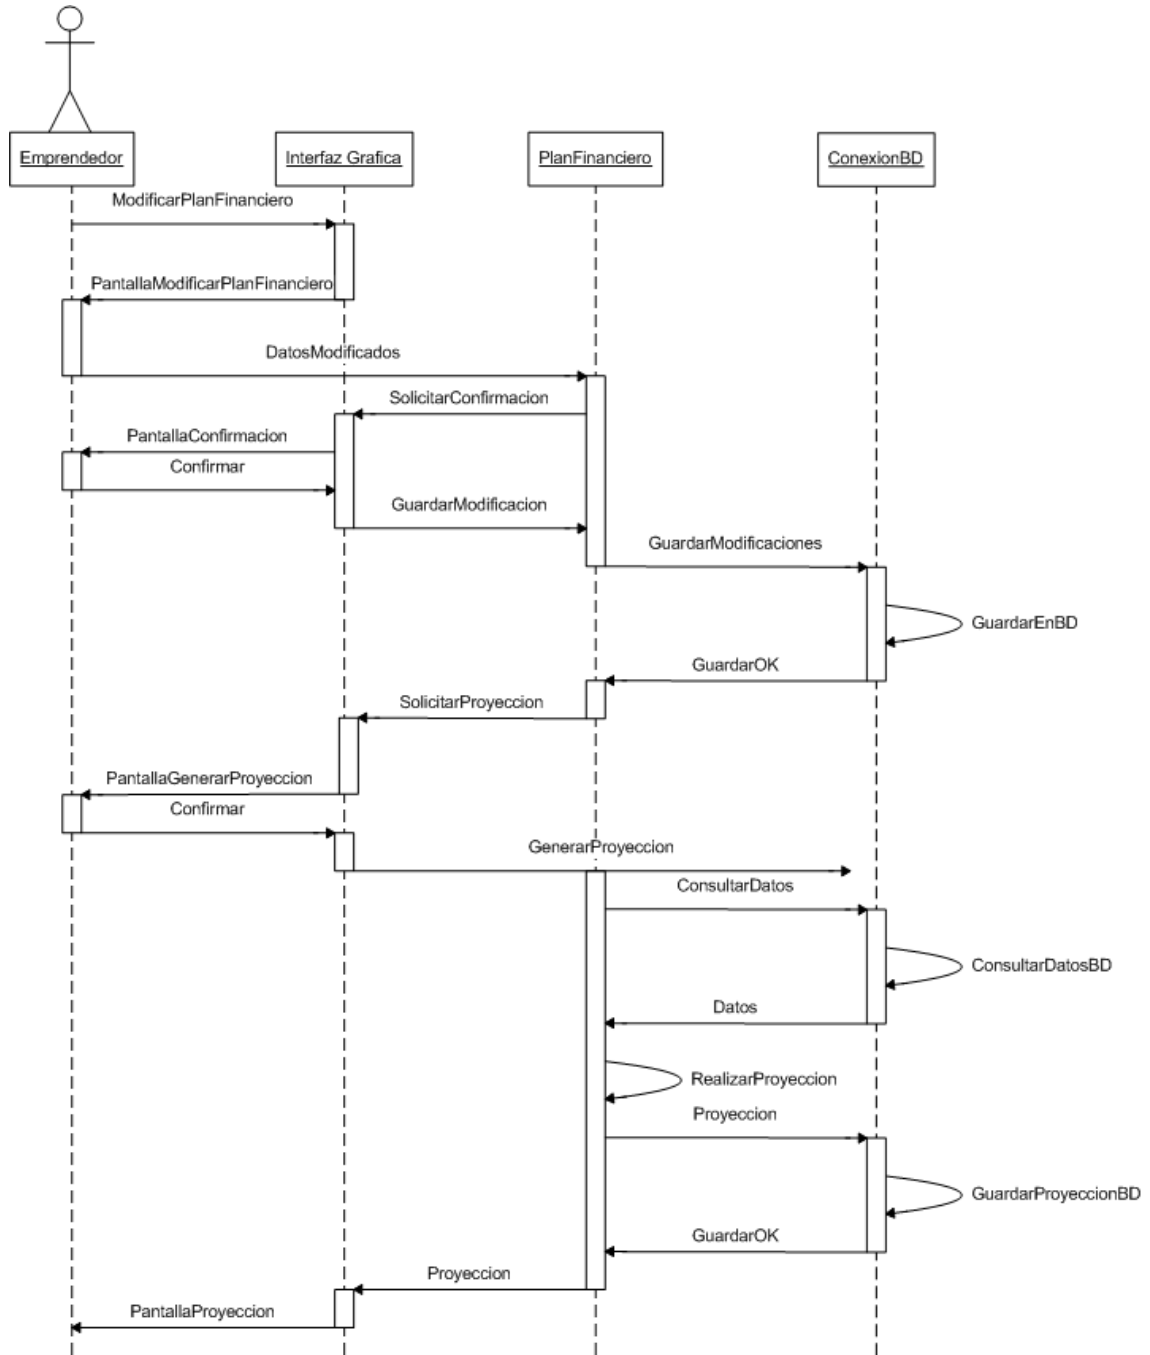 Emprendedor
Interfaz Grafica
PlanFinanciero
ConexionBD
ModificarPlanFinanciero
PantallaModificarPlanFinanciero
DatosModificados
SolicitarConfirmacion
PantallaConfirmacion
Confirmar
GuardarModificacion
GuardarModificaciones
GuardarEnBD
GuardarOK
SolicitarProyeccion
PantallaGenerarProyeccion
Confirmar
GenerarProyeccion
ConsultarDatos
ConsultarDatosBD
Datos
RealizarProyeccion
Proyeccion
GuardarProyeccionBD
GuardarOK
Proyeccion
PantallaProyeccion